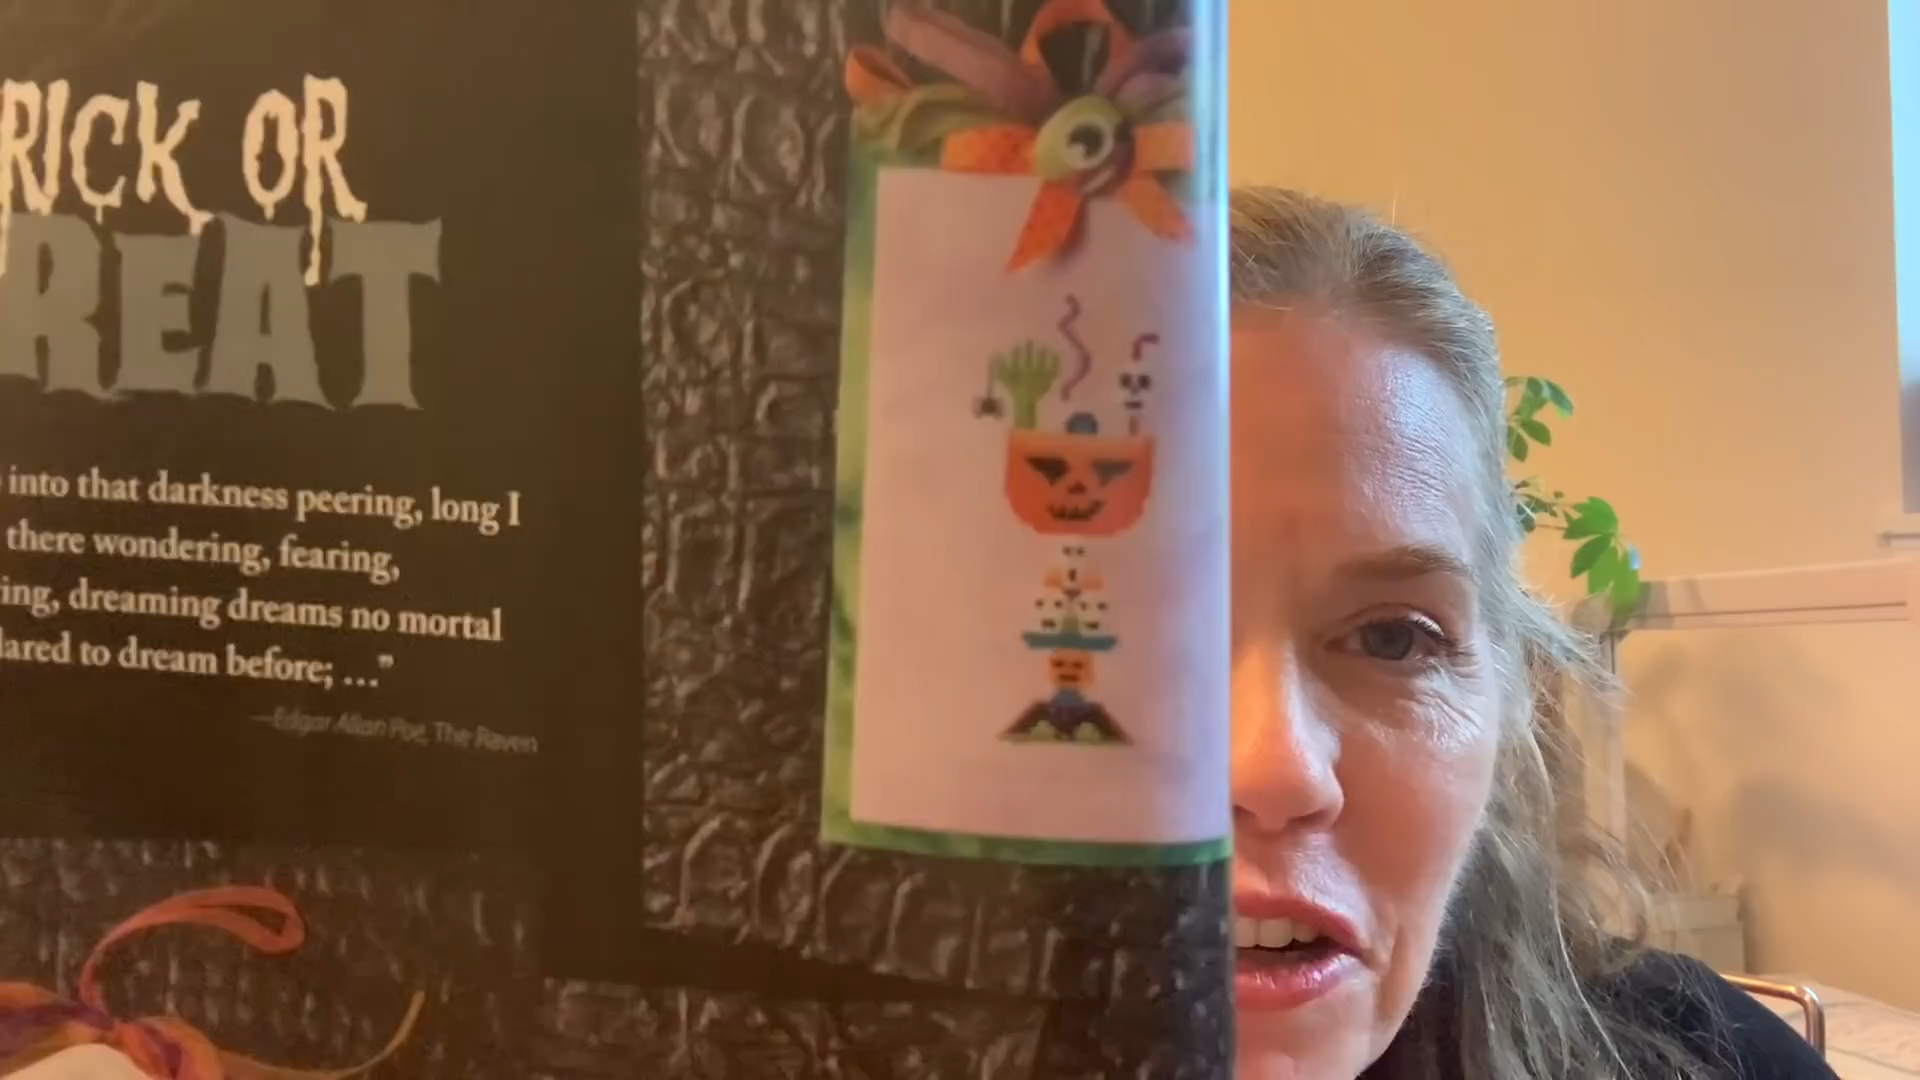 RICK OR
REAT
into that darkness peering, long I
there wondering, fearing,
ing, dreaming dreams no mortal
dared to dream before; ..."
—Edgar Allan Poe, The Raven